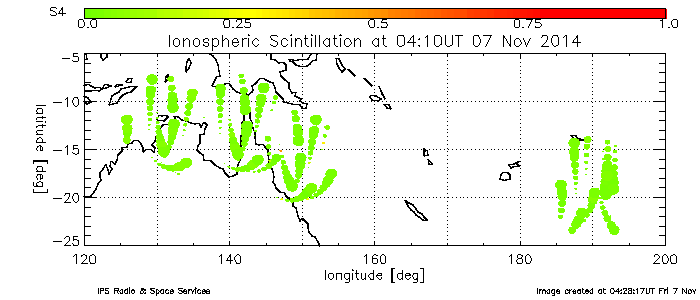 S4
0.0 0.25 0.5 0.75 1.0
Ionospheric Scintillation at 04:10UT 07 Nov 2014
-5
-10
-15
-20
-25
latitude [deg]
120 140 160 180 200
longitude [deg]
IPS Radio & Space Services
Image created at 04:28:17UT Fri 7 Nov